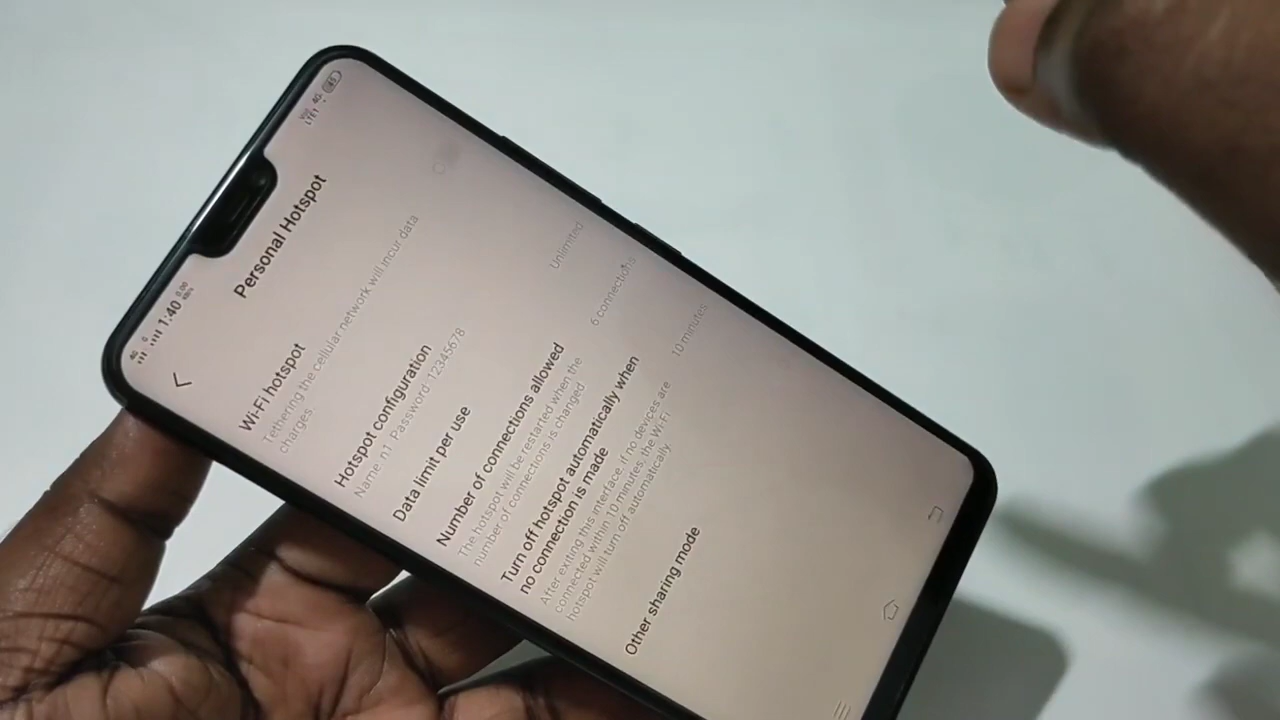 1:40
0.00
KB/s
4G
Personal Hotspot
Wi-Fi hotspot
Tethering the cellular network will incur data
charges.
Hotspot configuration
Name: n1 Password: 12345678
Data limit per use
Unlimited
Number of connections allowed
The hotspot will be restarted when the
number of connections is changed
6 connections
Turn off hotspot automatically when
no connection is made
After exiting this interface, if no devices are
connected within 10 minutes, the Wi-Fi
hotspot will turn off automatically.
10 minutes
Other sharing mode